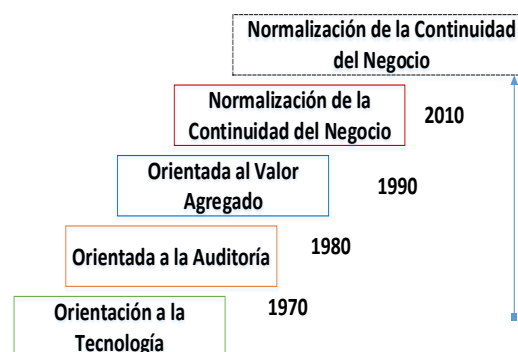 Normalización de la Continuidad
del Negocio
Normalización de la
Continuidad del Negocio
2010
Orientada al Valor
Agregado
1990
Orientada a la Auditoría
1980
Orientación a la
Tecnología
1970